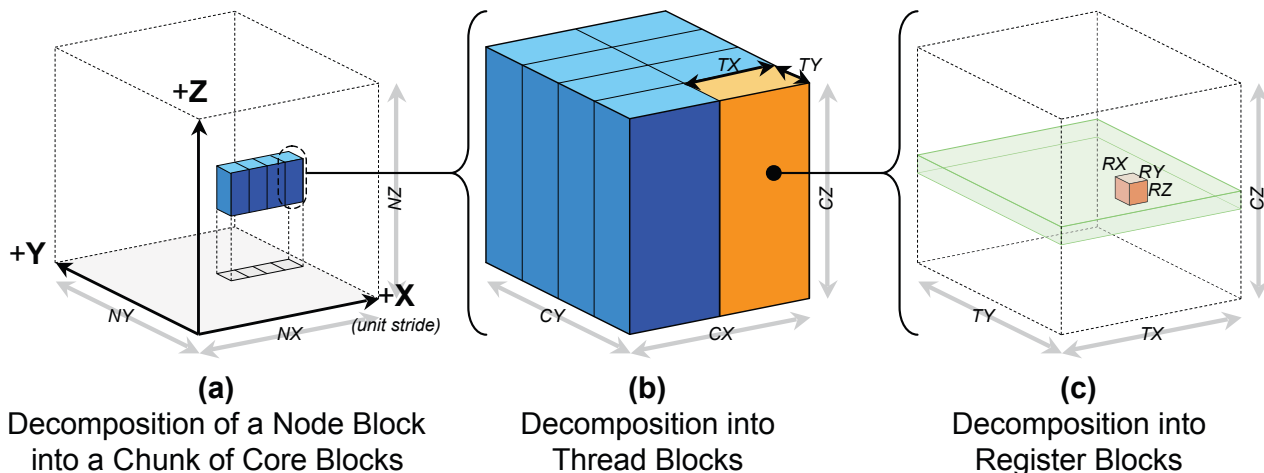 +Z
+Y
+X
(unit stride)
NY
NX
NZ
TX
TY
CZ
CY
CX
RX
RY
RZ
CZ
TY
TX
(a)
Decomposition of a Node Block
into a Chunk of Core Blocks
(b)
Decomposition into
Thread Blocks
(c)
Decomposition into
Register Blocks